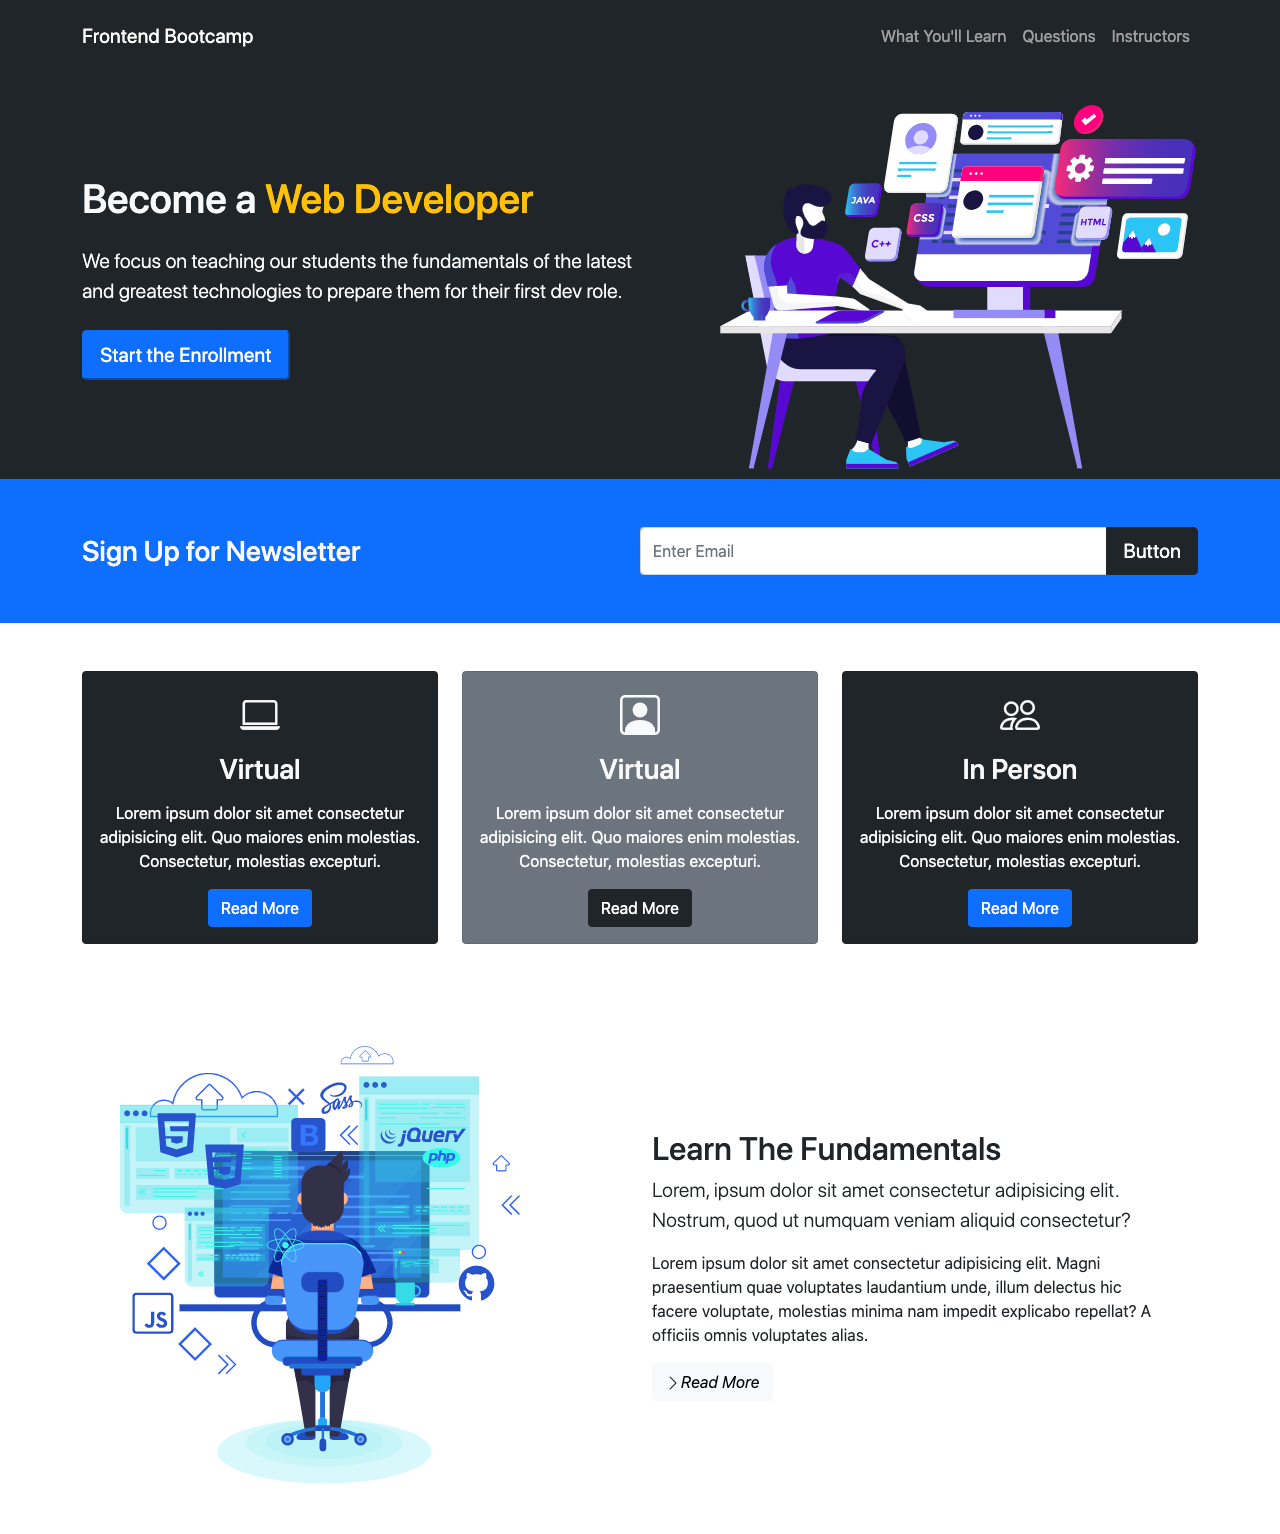 Frontend Bootcamp
What You'll Learn Questions Instructors
Become a Web Developer
We focus on teaching our students the fundamentals of the latest
and greatest technologies to prepare them for their first dev role.
Start the Enrollment
JAVA
CSS
C++
HTML
Sign Up for Newsletter
Enter Email
Button
Virtual
Lorem ipsum dolor sit amet consectetur
adipisicing elit. Quo maiores enim molestias.
Consectetur, molestias excepturi.
Read More
Virtual
Lorem ipsum dolor sit amet consectetur
adipisicing elit. Quo maiores enim molestias.
Consectetur, molestias excepturi.
Read More
In Person
Lorem ipsum dolor sit amet consectetur
adipisicing elit. Quo maiores enim molestias.
Consectetur, molestias excepturi.
Read More
Sass
5
B
jQuery
php
3
JS
Learn The Fundamentals
Lorem, ipsum dolor sit amet consectetur adipisicing elit.
Nostrum, quod ut numquam veniam aliquid consectetur?
Lorem ipsum dolor sit amet consectetur adipisicing elit. Magni
praesentium quae voluptates laudantium unde, illum delectus hic
facere voluptate, molestias minima nam impedit explicabo repellat? A
officiis omnis voluptates alias.
Read More